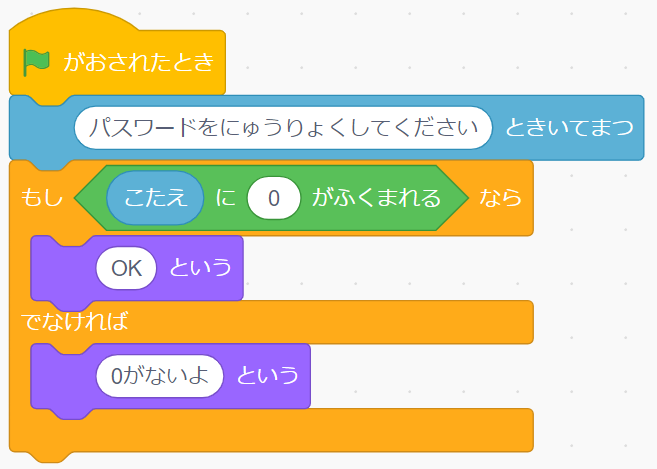 がおされたとき
パスワードをにゅうりょくしてください ときいてまつ
もし こたえ に 0 がふくまれる なら
OK という
でなければ
0がないよ という